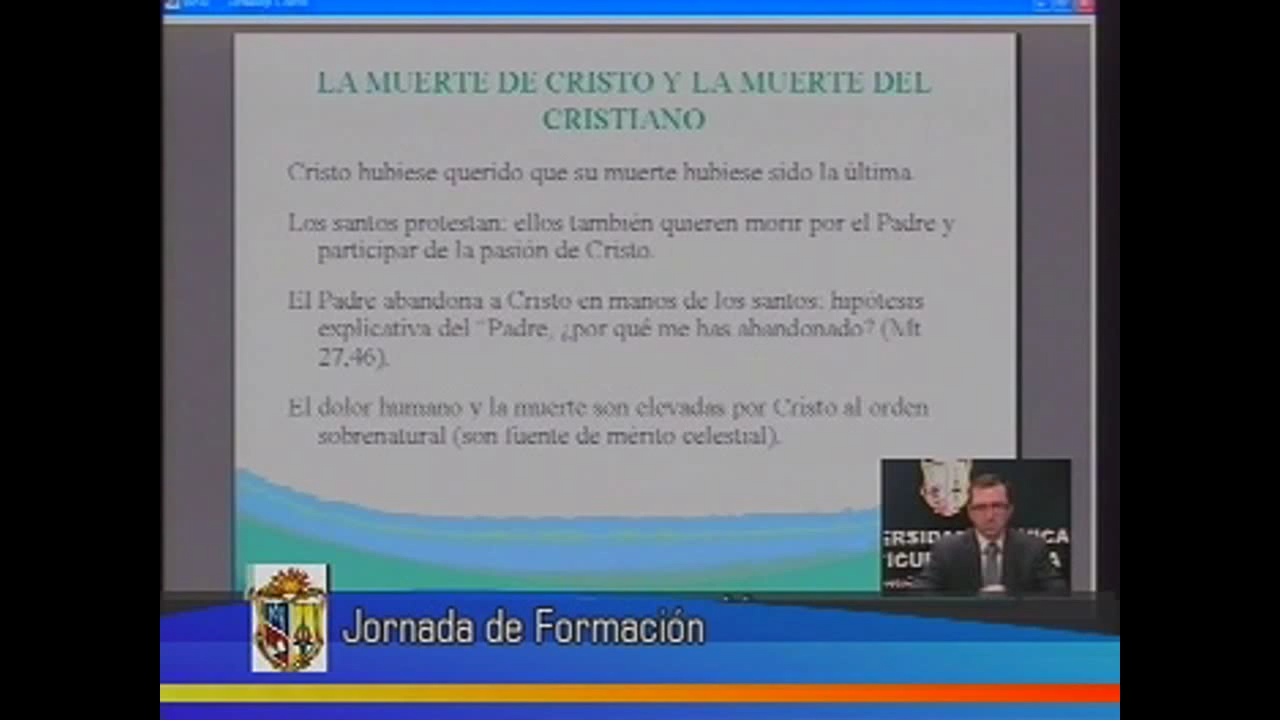 LA MUERTE DE CRISTO Y LA MUERTE DEL
CRISTIANO
Cristo hubiese querido que su muerte hubiese sido la última.
Los santos protestan: ellos también quieren morir por el Padre y
participar de la pasión de Cristo.
El Padre abandona a Cristo en manos de los santos: hipótesis
explicativa del "Padre, ¿por qué me has abandonado? (Mt
27,46).
El dolor humano y la muerte son elevadas por Cristo al orden
sobrenatural (son fuente de mérito celestial).
Jornada de Formación